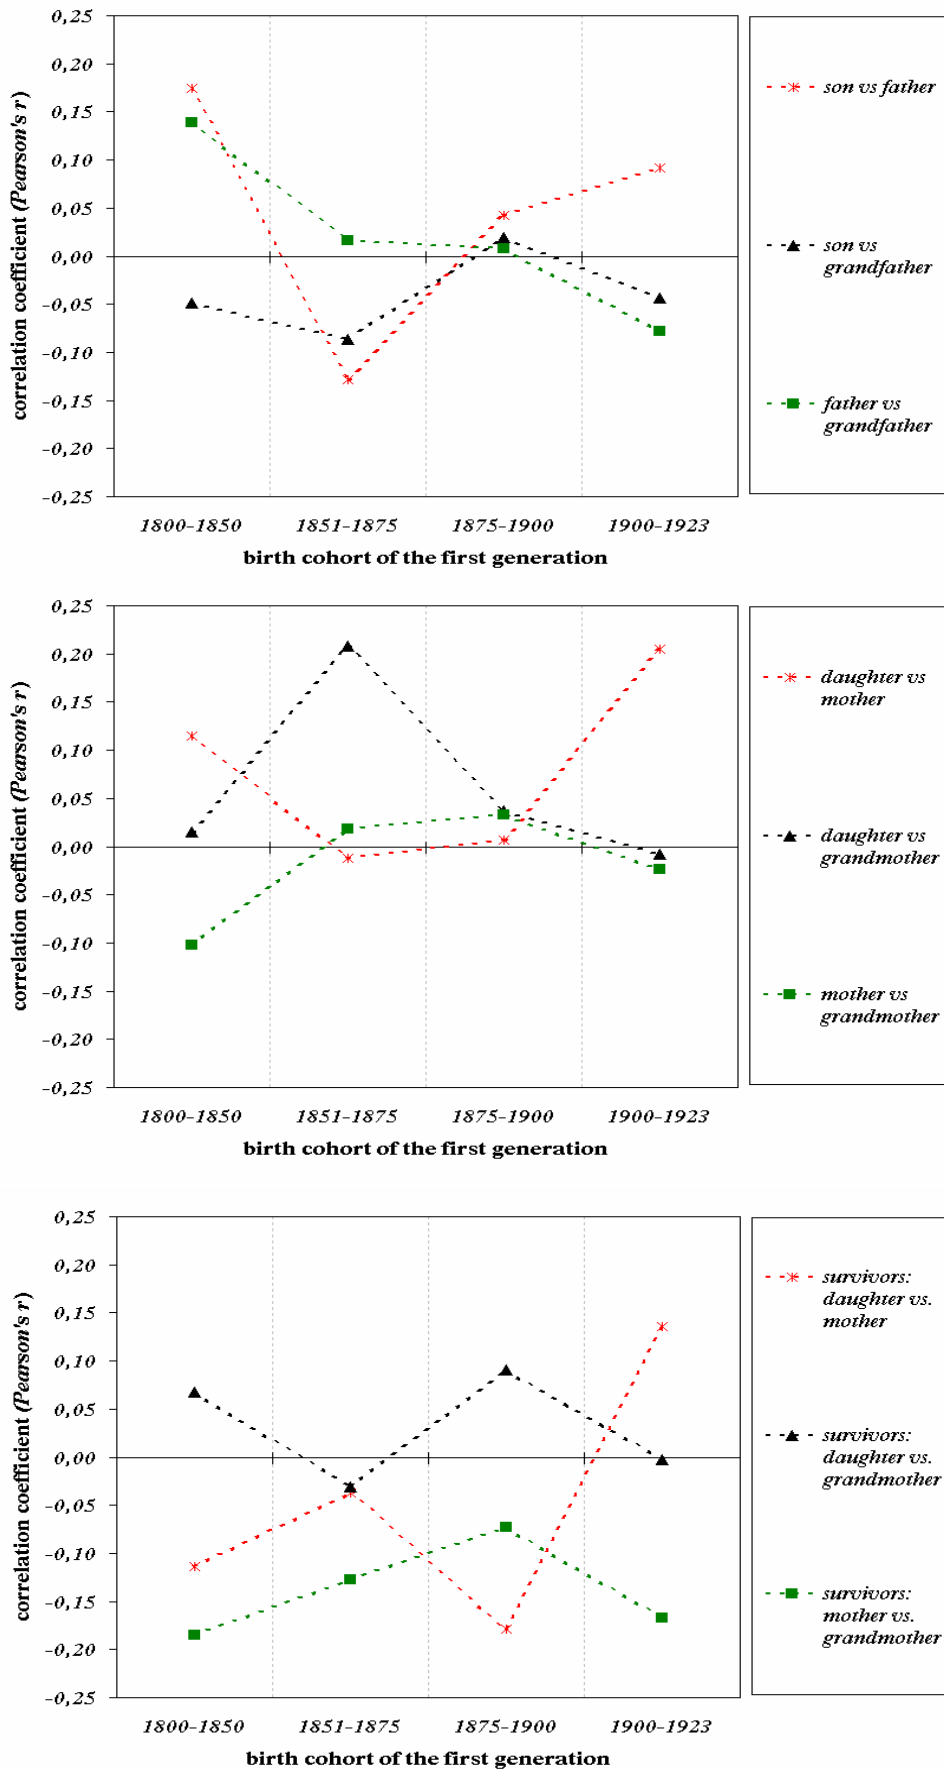 0,25
0,20
0,15
0,10
0,05
0,00
-0,05
-0,10
-0,15
-0,20
-0,25
correlation coefficient (Pearson's r)
1800-1850 1851-1875 1875-1900 1900-1923
birth cohort of the first generation
son vs father
son vs
grandfather
father vs
grandfather
0,25
0,20
0,15
0,10
0,05
0,00
-0,05
-0,10
-0,15
-0,20
-0,25
correlation coefficient (Pearson's r)
1800-1850 1851-1875 1875-1900 1900-1923
birth cohort of the first generation
daughter vs
mother
daughter vs
grandmother
mother vs
grandmother
0,25
0,20
0,15
0,10
0,05
0,00
-0,05
-0,10
-0,15
-0,20
-0,25
correlation coefficient (Pearson's r)
1800-1850 1851-1875 1875-1900 1900-1923
birth cohort of the first generation
survivors:
daughter vs.
mother
survivors:
daughter vs.
grandmother
survivors:
mother vs.
grandmother